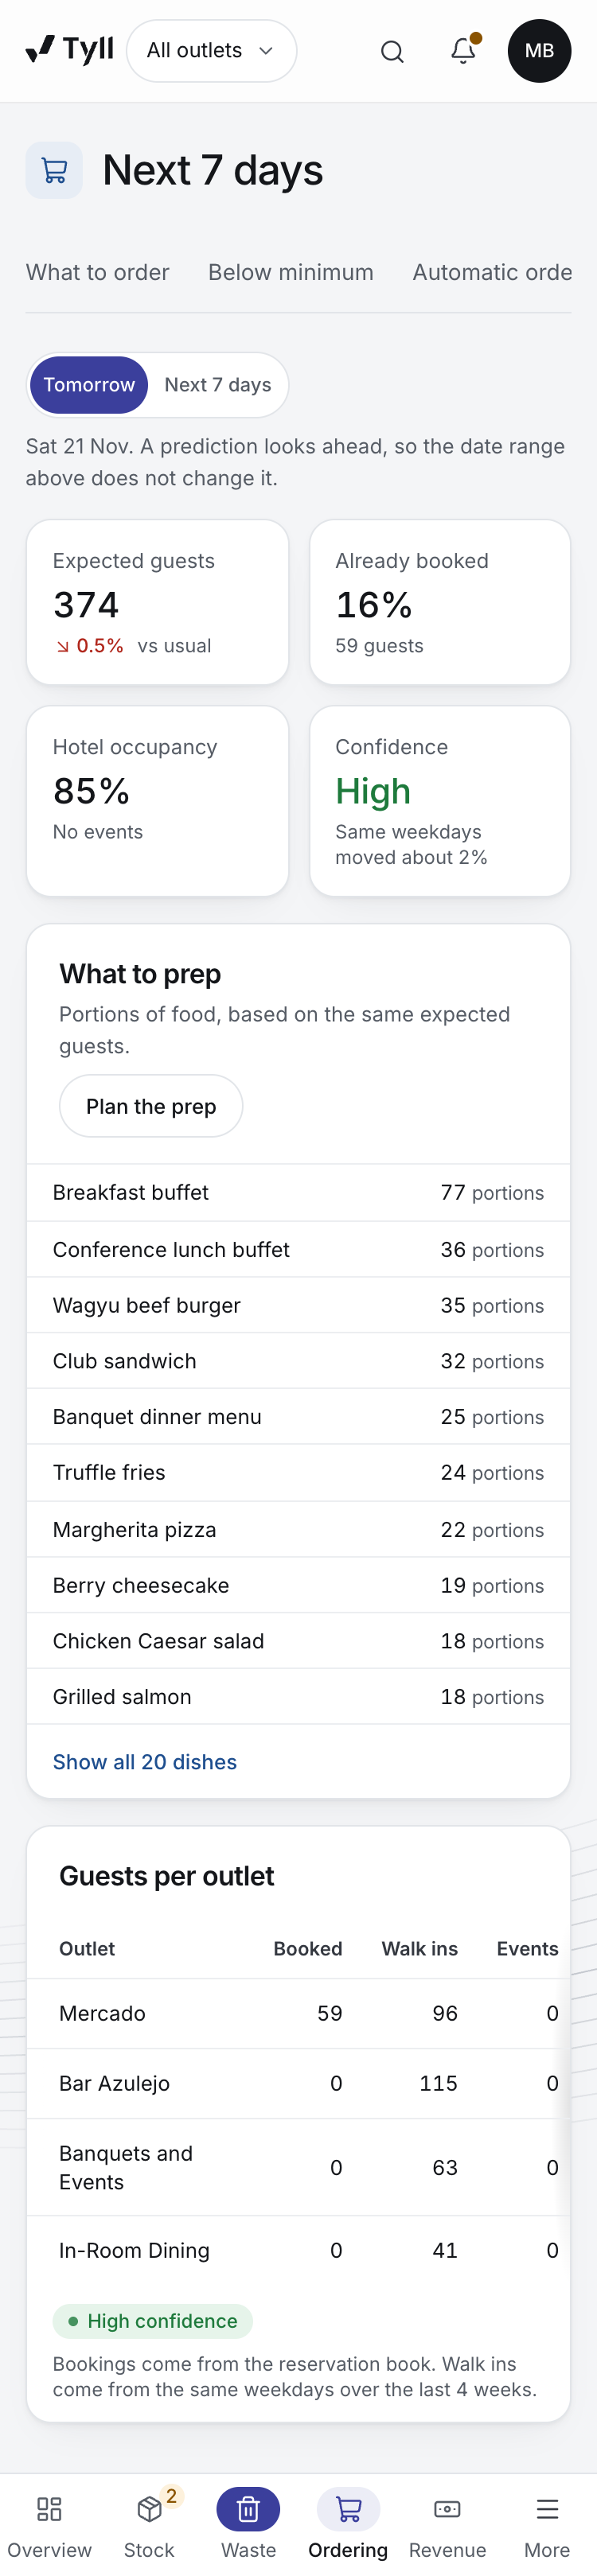 Tyll
All outlets
MB
Next 7 days
What to order Below minimum Automatic orde
Tomorrow Next 7 days
Sat 21 Nov. A prediction looks ahead, so the date range
above does not change it.
Expected guests
374
0.5% vs usual
Already booked
16%
59 guests
Hotel occupancy
85%
No events
Confidence
High
Same weekdays
moved about 2%
What to prep
Portions of food, based on the same expected
guests.
Plan the prep
Breakfast buffet 77 portions
Conference lunch buffet 36 portions
Wagyu beef burger 35 portions
Club sandwich 32 portions
Banquet dinner menu 25 portions
Truffle fries 24 portions
Margherita pizza 22 portions
Berry cheesecake 19 portions
Chicken Caesar salad 18 portions
Grilled salmon 18 portions
Show all 20 dishes
Guests per outlet
Outlet Booked Walk ins Events
Mercado 59 96 0
Bar Azulejo 0 115 0
Banquets and
Events 0 63 0
In-Room Dining 0 41 0
High confidence
Bookings come from the reservation book. Walk ins
come from the same weekdays over the last 4 weeks.
2
Overview Stock Waste Ordering Revenue More